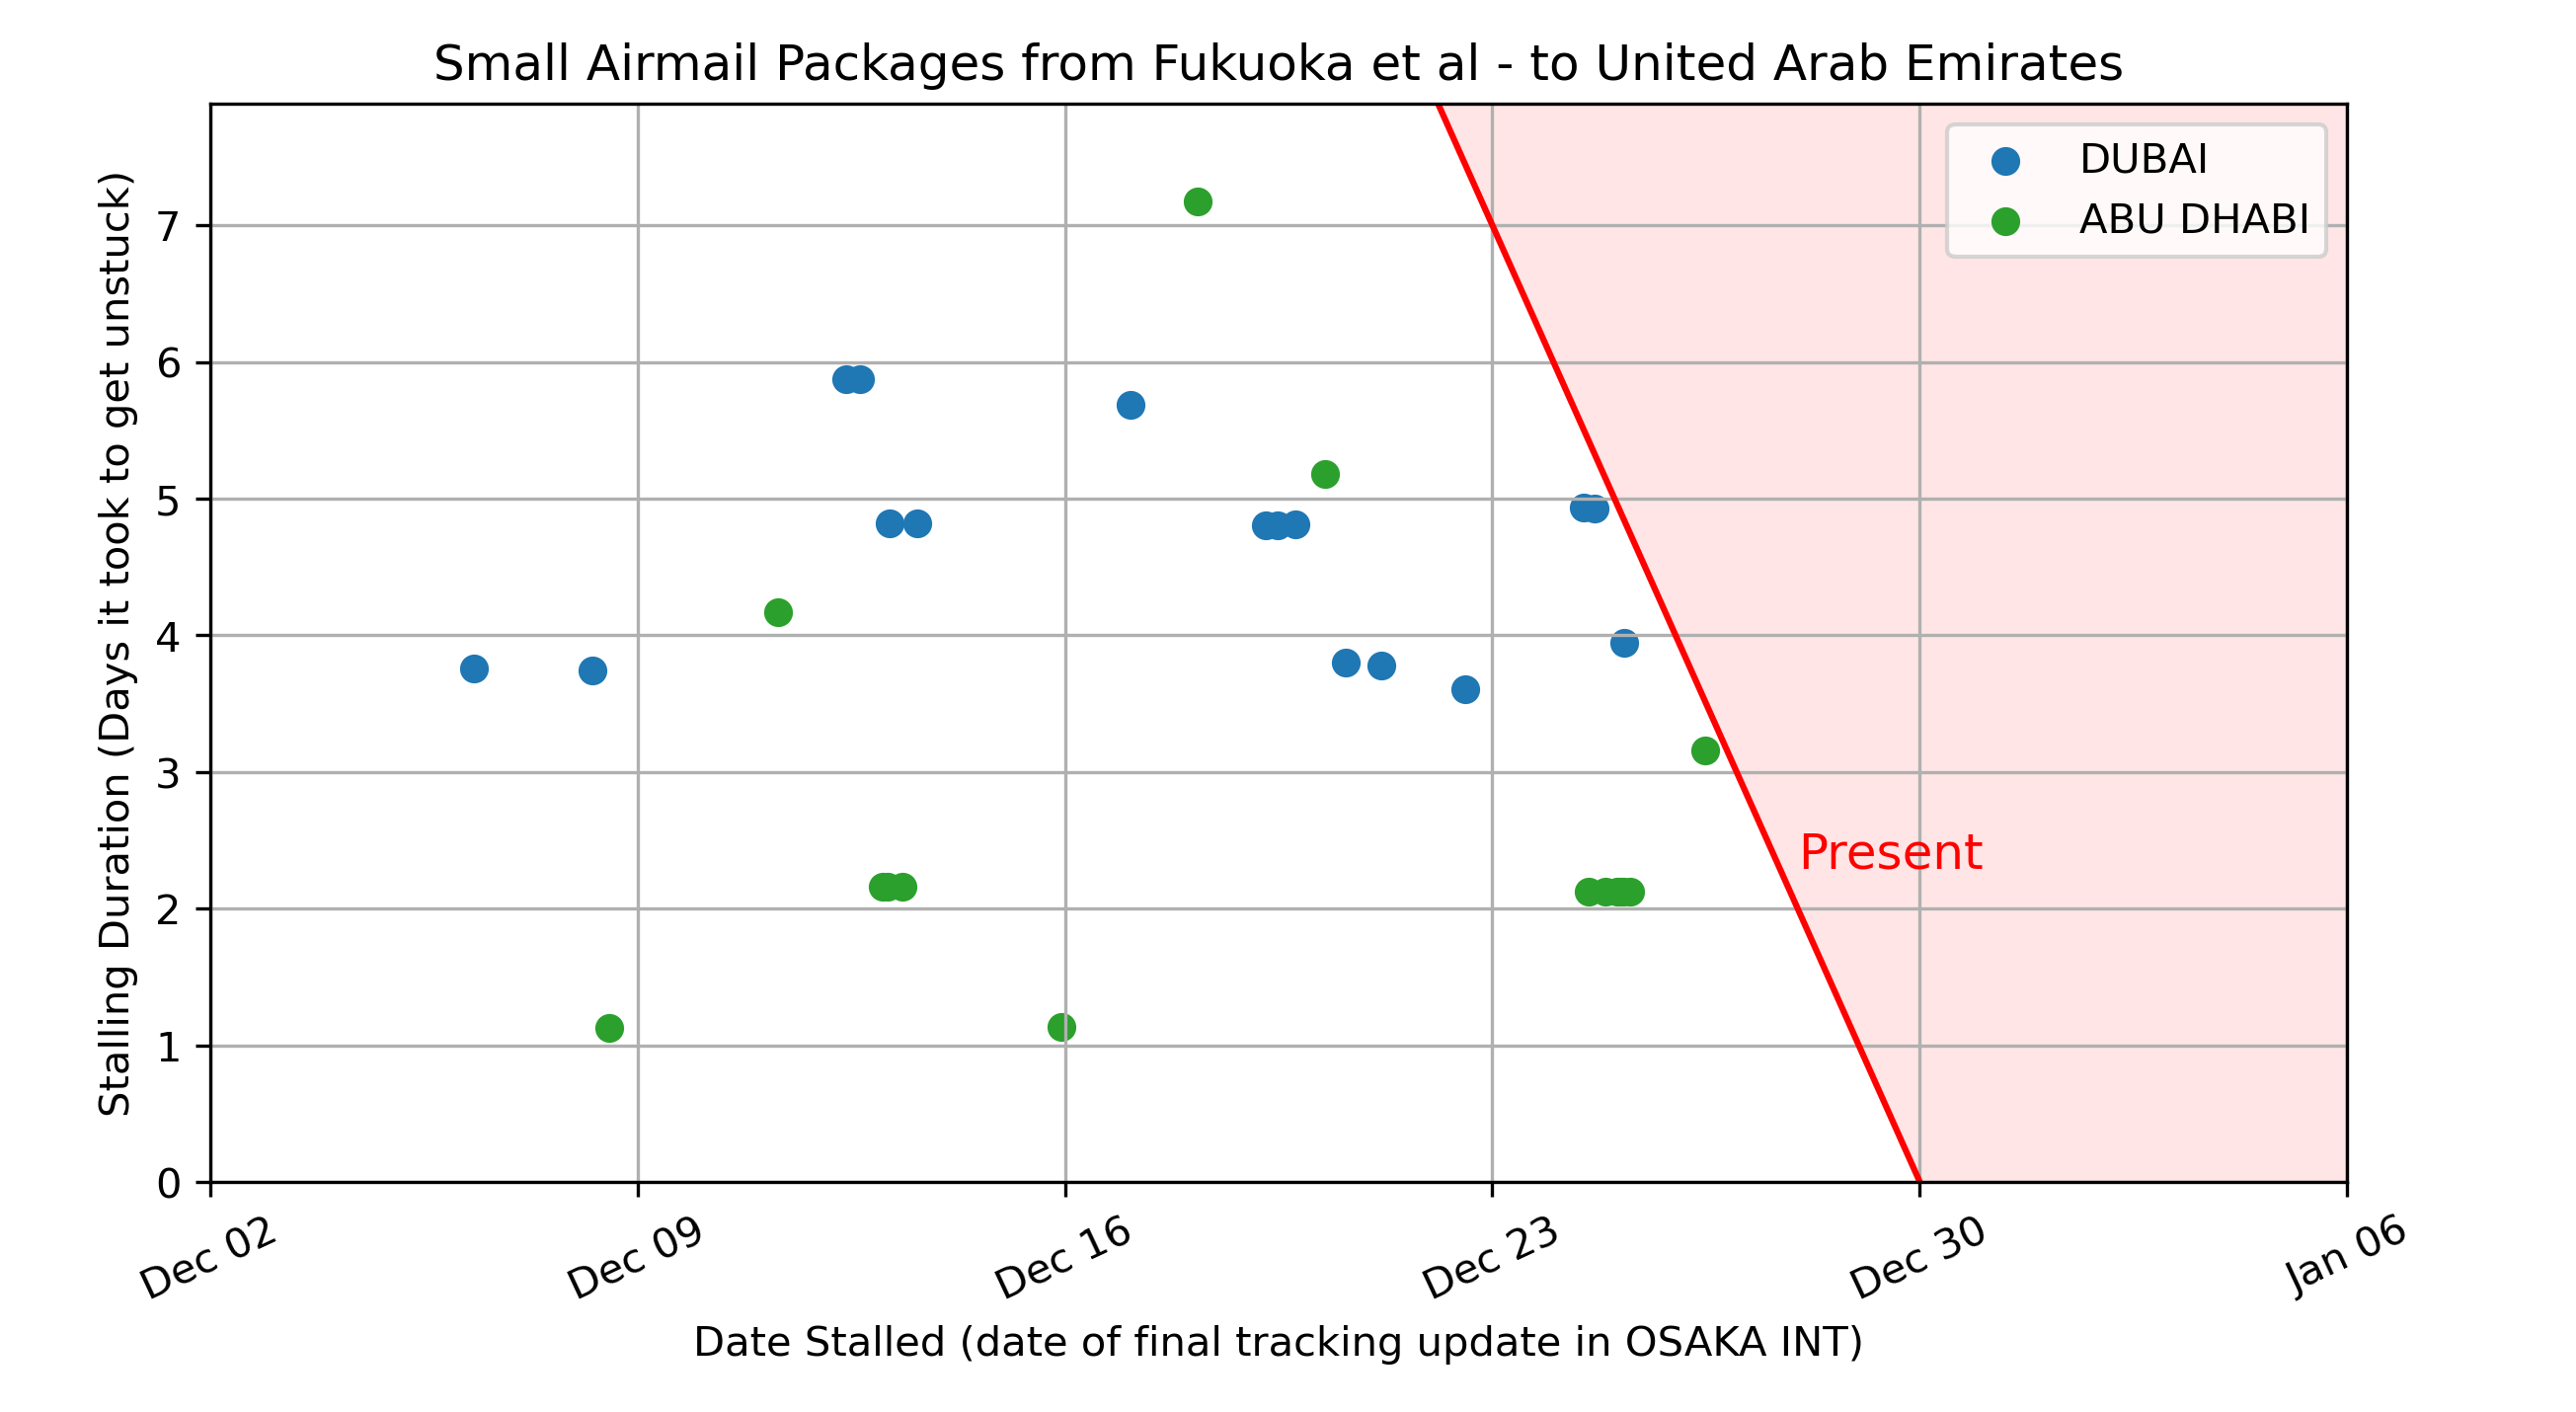 Small Airmail Packages from Fukuoka et al - to United Arab Emirates
DUBAI
ABU DHABI
Stalling Duration (Days it took to get unstuck)
7
6
5
4
3
2
1
0
Present
Dec 02
Dec 09
Dec 16
Dec 23
Dec 30
Jan 06
Date Stalled (date of final tracking update in OSAKA INT)